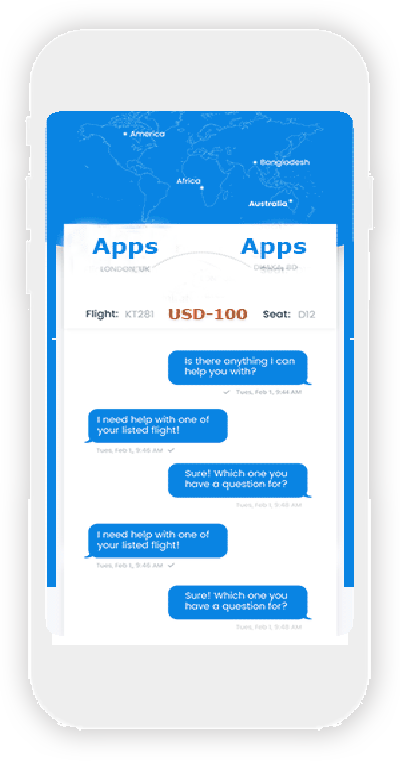 America
Bangladesh
Africa
Australia
Apps Apps
LONDON, UK
Flight: KT281 USD-100 Seat: D12
Is there anything I can
help you with?
Tues, Feb 1, 9:44 AM
I need help with one of
your listed flight!
Tues, Feb 1, 9:46 AM
Sure! Which one you
have a question for?
Tues, Feb 1, 9:48 AM
I need help with one of
your listed flight!
Tues, Feb 1, 9:46 AM
Sure! Which one you
have a question for?
Tues, Feb 1, 9:48 AM